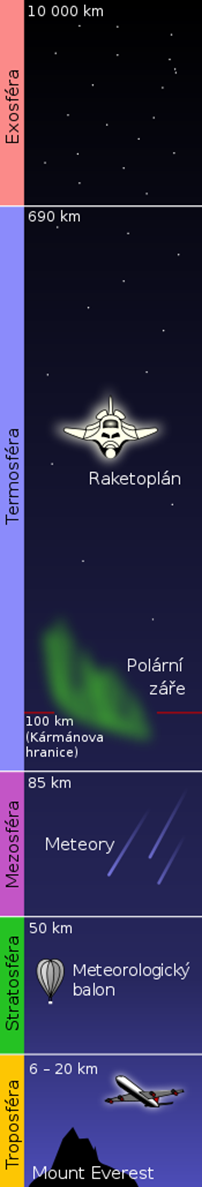 10 000 km
Exosféra
690 km
Termosféra
Raketoplán
Polární
záře
100 km
(Kármánova
hranice)
85 km
Mezosféra
Meteory
50 km
Stratosféra
Meteorologický
balon
6 – 20 km
Troposféra
Mount Everest